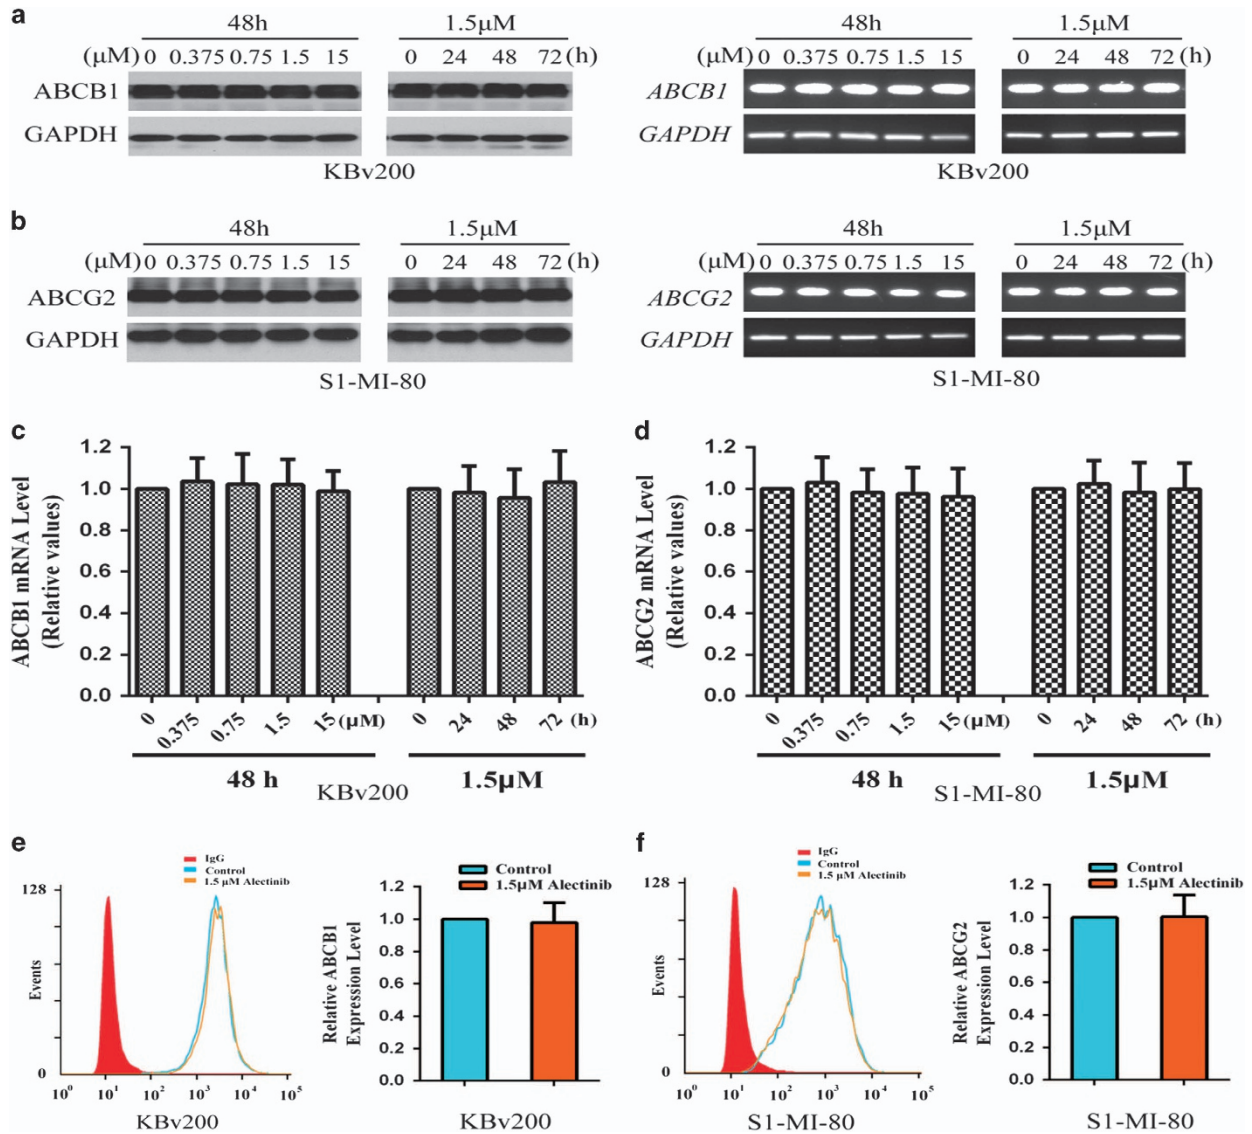 a
48h 1.5μM 48h 1.5μM
(μM) 0 0.375 0.75 1.5 15 0 24 48 72 (h) (μM) 0 0.375 0.75 1.5 15 0 24 48 72 (h)
ABCB1 ABCB1
GAPDH GAPDH
KBv200 KBv200
b
48h 1.5μM 48h 1.5μM
(μM) 0 0.375 0.75 1.5 15 0 24 48 72 (h) (μM) 0 0.375 0.75 1.5 15 0 24 48 72 (h)
ABCG2 ABCG2
GAPDH GAPDH
S1-MI-80 S1-MI-80
c
ABCB1 mRNA Level
(Relative values)
1.2
1.0
0.8
0.6
0.4
0.2
0.0
0 0.375 0.75 1.5 15 (μM) 0 24 48 72 (h)
48 h 1.5μM
KBv200
d
ABCG2 mRNA Level
(Relative values)
1.2
1.0
0.8
0.6
0.4
0.2
0.0
0 0.375 0.75 1.5 15 (μM) 0 24 48 72 (h)
48 h 1.5μM
S1-MI-80
e
IgG
Control
1.5 μM Alectinib
128
Events
0
10⁰ 10¹ 10² 10³ 10⁴ 10⁵
KBv200
Control
1.5μM Alectinib
Relative ABCB1
Expression Level
1.2
1.0
0.8
0.6
0.4
0.2
0.0
KBv200
f
IgG
Control
1.5 μM Alectinib
128
Events
0
10⁰ 10¹ 10² 10³ 10⁴ 10⁵
S1-MI-80
Control
1.5μM Alectinib
Relative ABCG2
Expression Level
1.2
1.0
0.8
0.6
0.4
0.2
0.0
S1-MI-80